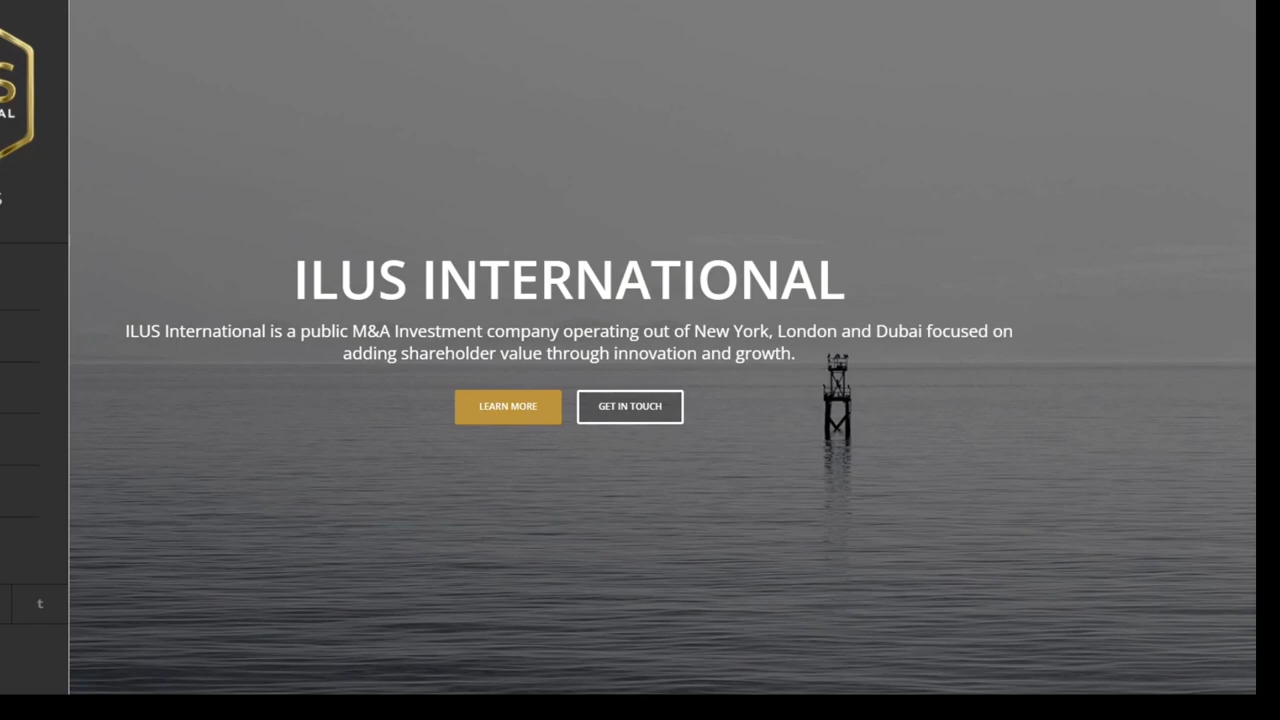 S
AL
S
ILUS INTERNATIONAL
ILUS International is a public M&A Investment company operating out of New York, London and Dubai focused on
adding shareholder value through innovation and growth.
LEARN MORE
GET IN TOUCH
t